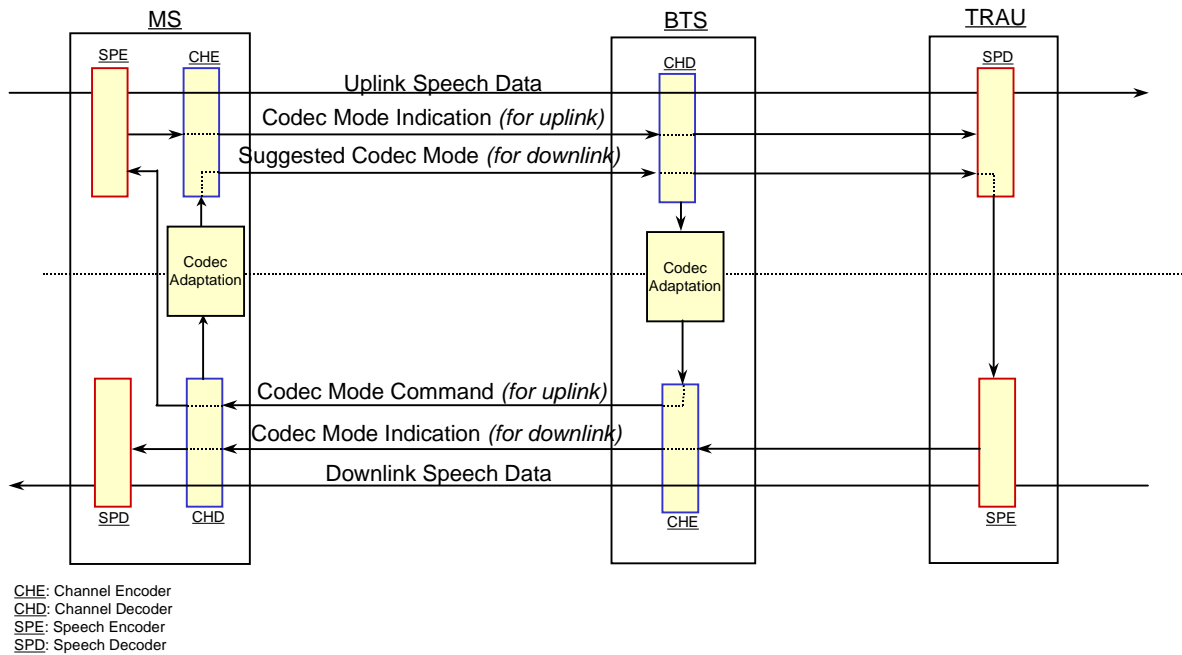 MS
BTS
TRAU
SPE
CHE
CHD
SPD
Uplink Speech Data
Codec Mode Indication (for uplink)
Suggested Codec Mode (for downlink)
Codec
Adaptation
Codec
Adaptation
Codec Mode Command (for uplink)
Codec Mode Indication (for downlink)
Downlink Speech Data
SPD
CHD
CHE
SPE
CHE: Channel Encoder
CHD: Channel Decoder
SPE: Speech Encoder
SPD: Speech Decoder